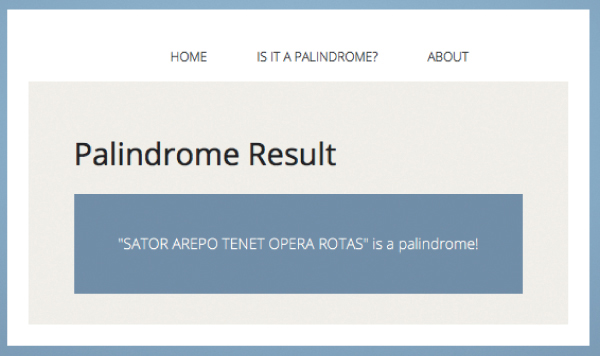 HOME IS IT A PALINDROME? ABOUT
Palindrome Result
"SATOR AREPO TENET OPERA ROTAS" is a palindrome!